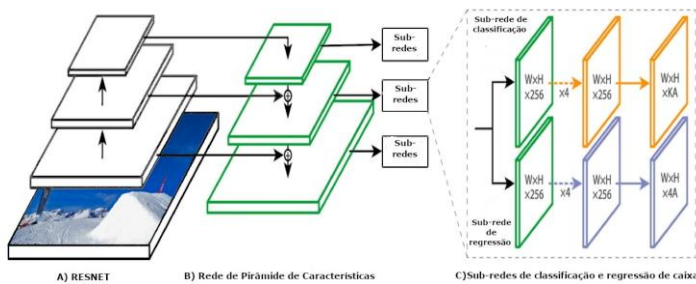 Sub-redes
Sub-redes
Sub-redes
A) RESNET
B) Rede de Pirâmide de Características
Sub-rede de
classificação
WxH
x256
x4
WxH
x256
WxH
xKA
WxH
x256
x4
WxH
x256
WxH
x4A
Sub-rede
de
regressão
C)Sub-redes de classificação e regressão de caixa